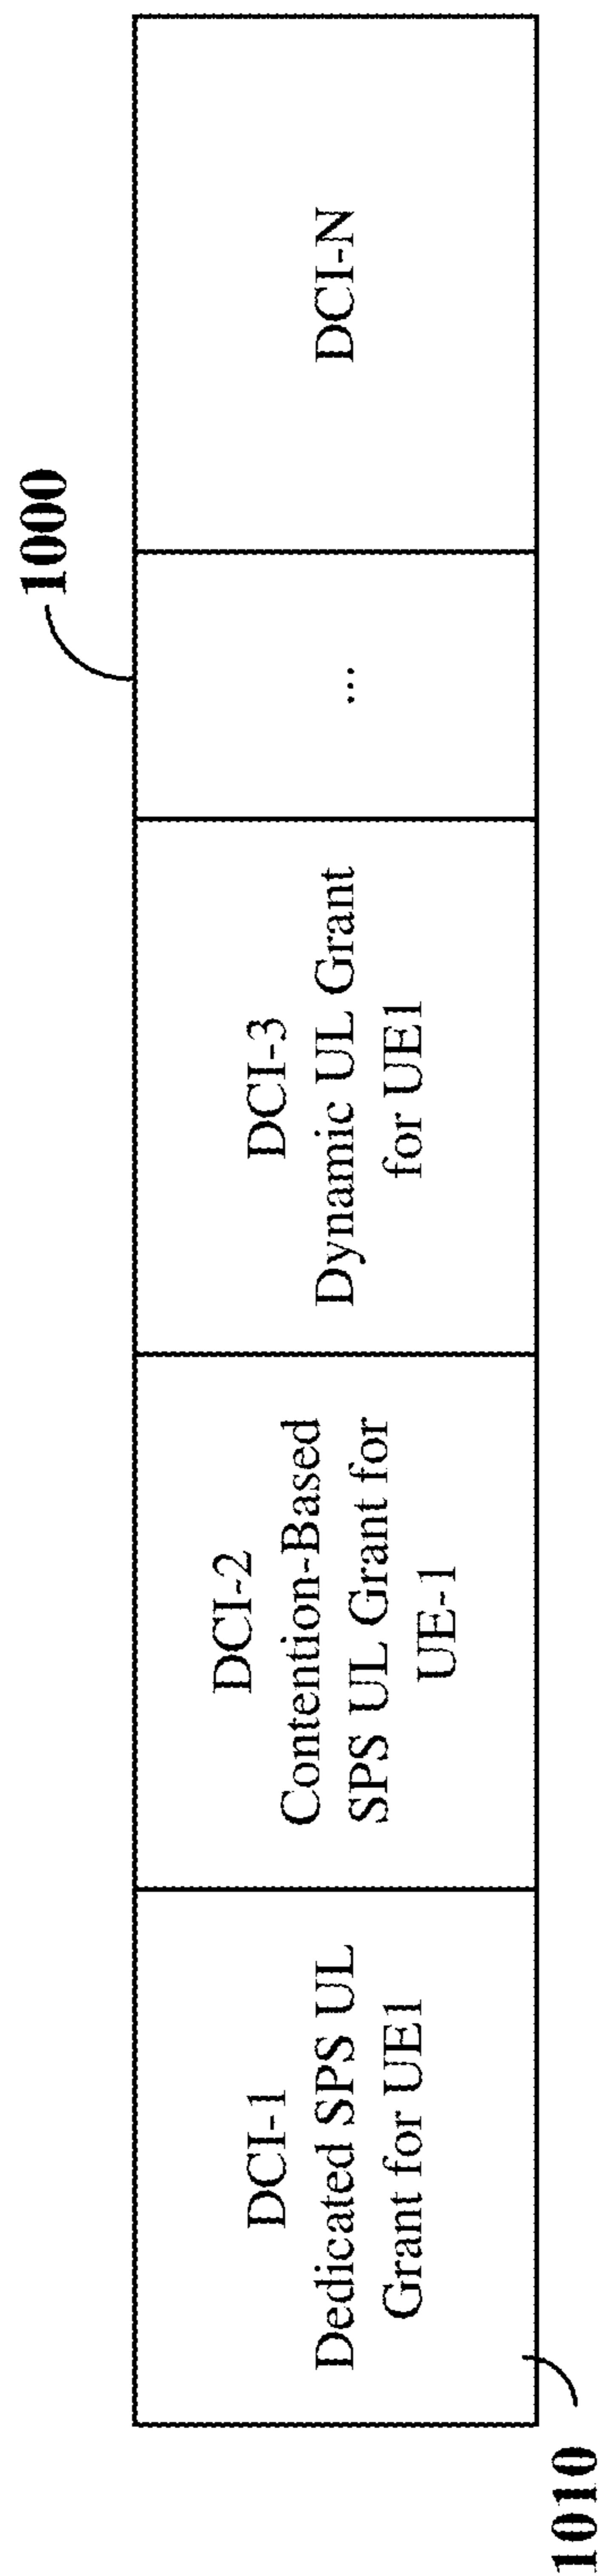 1000
DCI-1
Dedicated SPS UL
Grant for UE1
DCI-2
Contention-Based
SPS UL Grant for
UE-1
DCI-3
Dynamic UL Grant
for UE1
...
DCI-N
1010